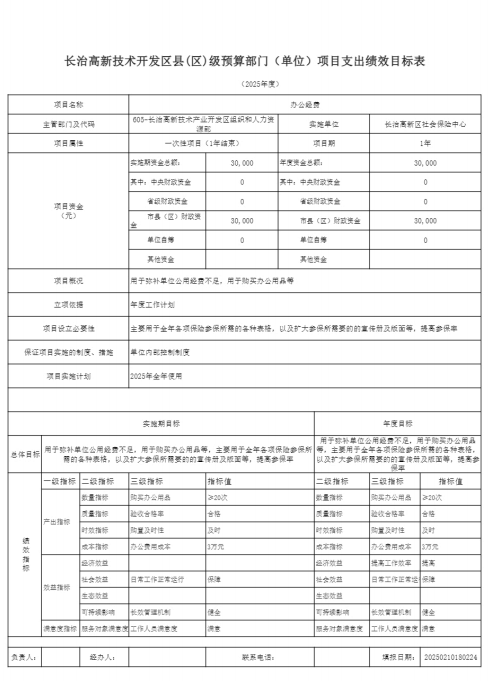 长治高新技术开发区县(区)级预算部门（单位）项目支出绩效目标表
（2025年度）
项目名称 办公经费
主管部门及代码 603-长治高新技术产业开发区组织和人力资源部 实施单位 长治高新区社会保险中心
项目属性 一次性项目（1年结束） 项目期 1年
项目资金（元） 实施期资金总额： 30,000 年度资金总额： 30,000
其中：中央财政资金 0 其中：中央财政资金 0
省级财政资金 0 省级财政资金 0
市县（区）财政资金 30,000 市县（区）财政资金 30,000
单位自筹 0 单位自筹 0
其他资金 其他资金
项目概况 用于弥补单位公用经费不足，用于购买办公用品等
立项依据 年度工作计划
项目设立必要性 主要用于全年各项保险参保所需的各种表格，以及扩大参保所需要的的宣传册及版面等，提高参保率
保证项目实施的制度、措施 单位内部控制制度
项目实施计划 2025年全年使用
实施期目标 年度目标
总体目标 用于弥补单位公用经费不足，用于购买办公用品等，主要用于全年各项保险参保所需的各种表格，以及扩大参保所需要的的宣传册及版面等，提高参保率 用于弥补单位公用经费不足，用于购买办公用品等，主要用于全年各项保险参保所需的各种表格，以及扩大参保所需要的的宣传册及版面等，提高参保率
绩效指标 一级指标 二级指标 三级指标 指标值 二级指标 三级指标 指标值
产出指标 数量指标 购买办公用品 ≥20次 数量指标 购买办公用品 ≥20次
质量指标 验收合格率 合格 质量指标 验收合格率 合格
时效指标 购置及时性 及时 时效指标 购置及时性 及时
成本指标 办公费用成本 3万元 成本指标 办公费用成本 3万元
效益指标 经济效益 经济效益 提高工作效率 提高
社会效益 日常工作正常运行 保障 社会效益 日常工作正常运 保障
生态效益 生态效益
可持续影响 长效管理机制 健全 可持续影响 长效管理机制 健全
满意度指标 服务对象满意度 工作人员满意度 满意 服务对象满意度 工作人员满意度 满意
负责人： 经办人： 联系电话： 填报日期： 20250210180224